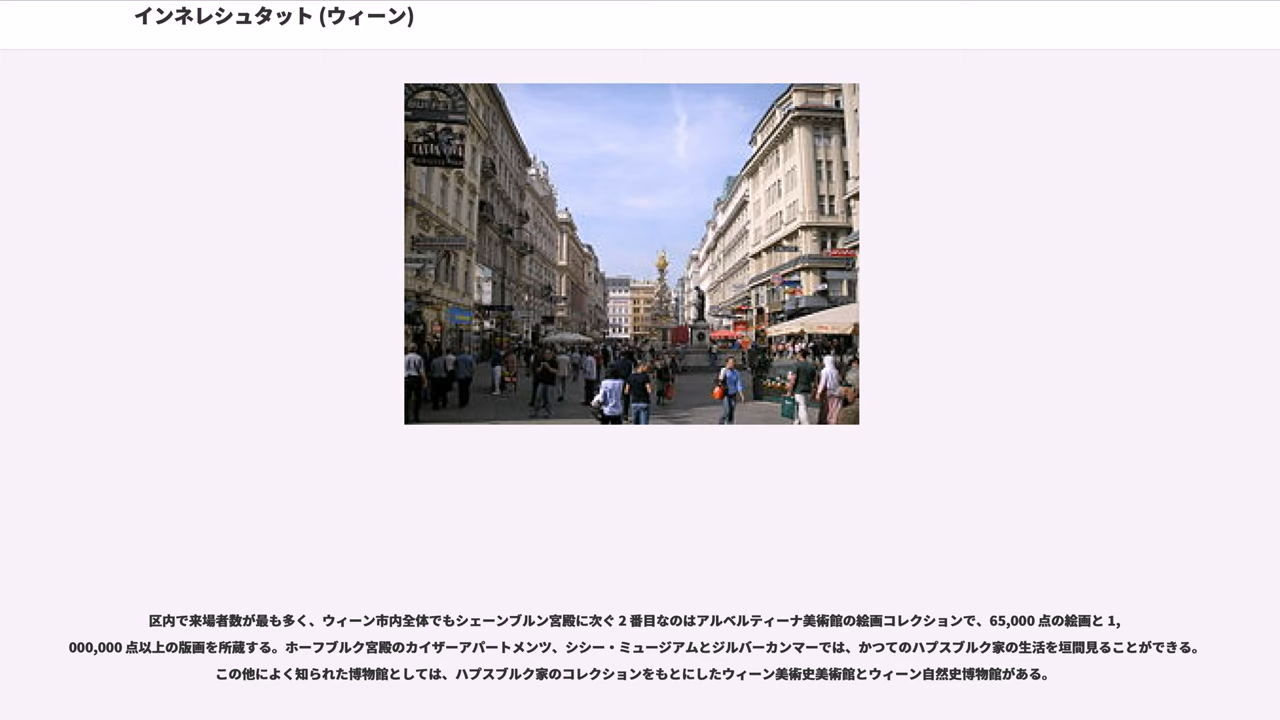 インネレシュタット (ウィーン)
BUFFET
区内で来場者数が最も多く、ウィーン市内全体でもシェーンブルン宮殿に次ぐ 2 番目なのはアルベルティーナ美術館の絵画コレクションで、65,000 点の絵画と 1,
000,000 点以上の版画を所蔵する。ホーフブルク宮殿のカイザーアパートメンツ、シシー・ミュージアムとジルバーカンマーでは、かつてのハプスブルク家の生活を垣間見ることができる。
この他によく知られた博物館としては、ハプスブルク家のコレクションをもとにしたウィーン美術史美術館とウィーン自然史博物館がある。